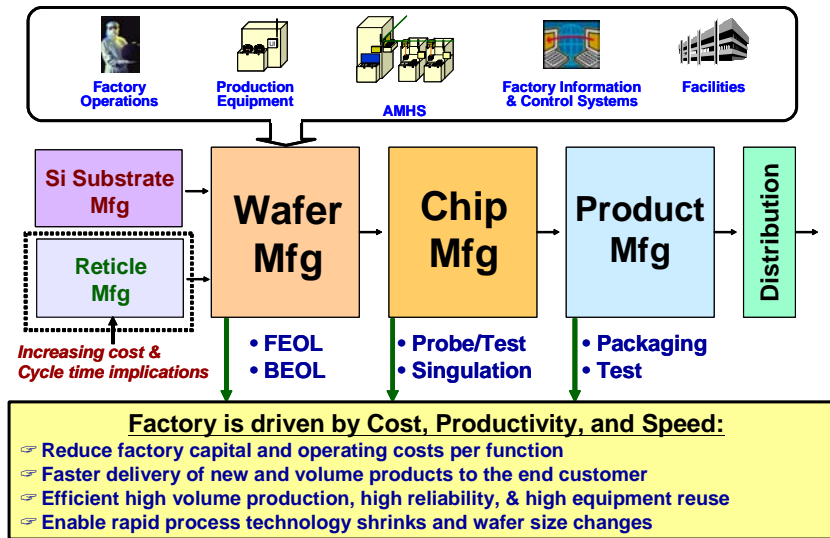 Factory
Operations
Production
Equipment
UI
AMHS
Factory Information
& Control Systems
Facilities
Si Substrate
Mfg
Reticle
Mfg
Increasing cost &
Cycle time implications
Wafer
Mfg
Chip
Mfg
Product
Mfg
Distribution
• FEOL
• BEOL
• Probe/Test
• Singulation
• Packaging
• Test
Factory is driven by Cost, Productivity, and Speed:
☞ Reduce factory capital and operating costs per function
☞ Faster delivery of new and volume products to the end customer
☞ Efficient high volume production, high reliability, & high equipment reuse
☞ Enable rapid process technology shrinks and wafer size changes